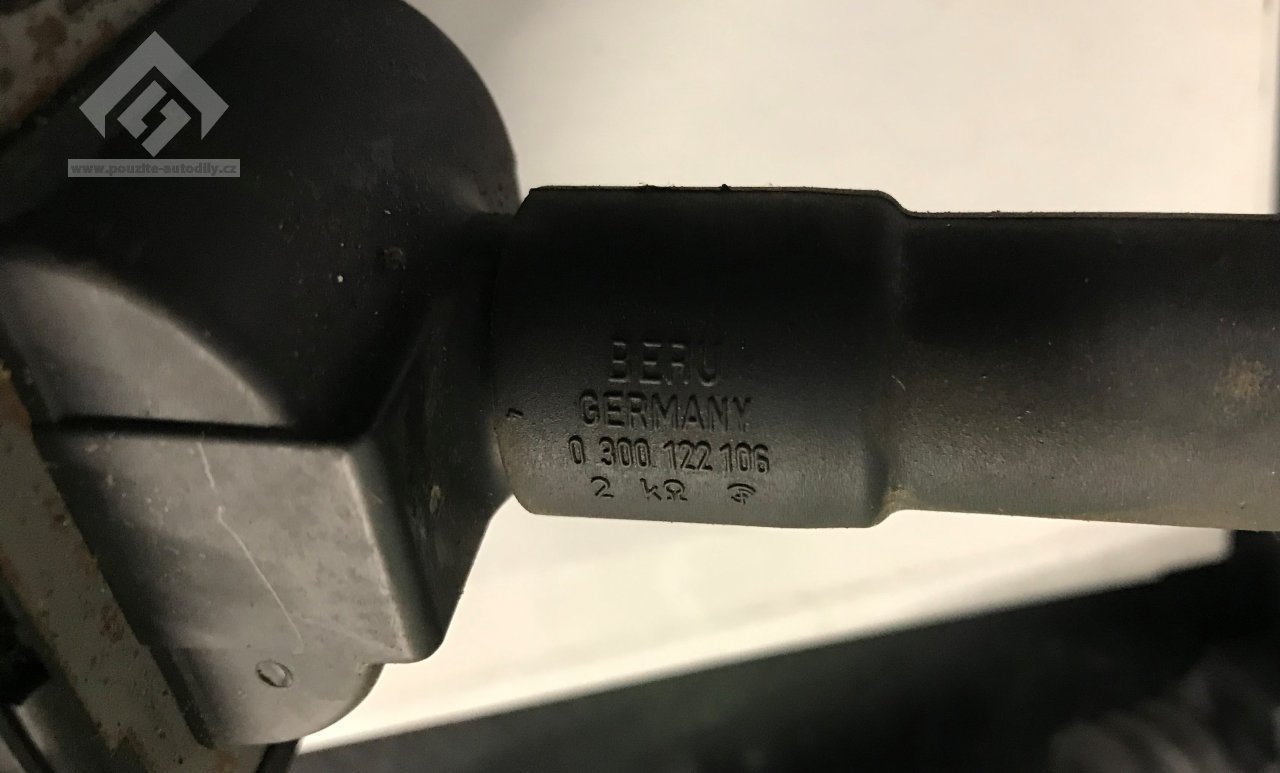 www.pouzite-autodily.cz
BERU
GERMANY
0 300 122 106
2 kΩ